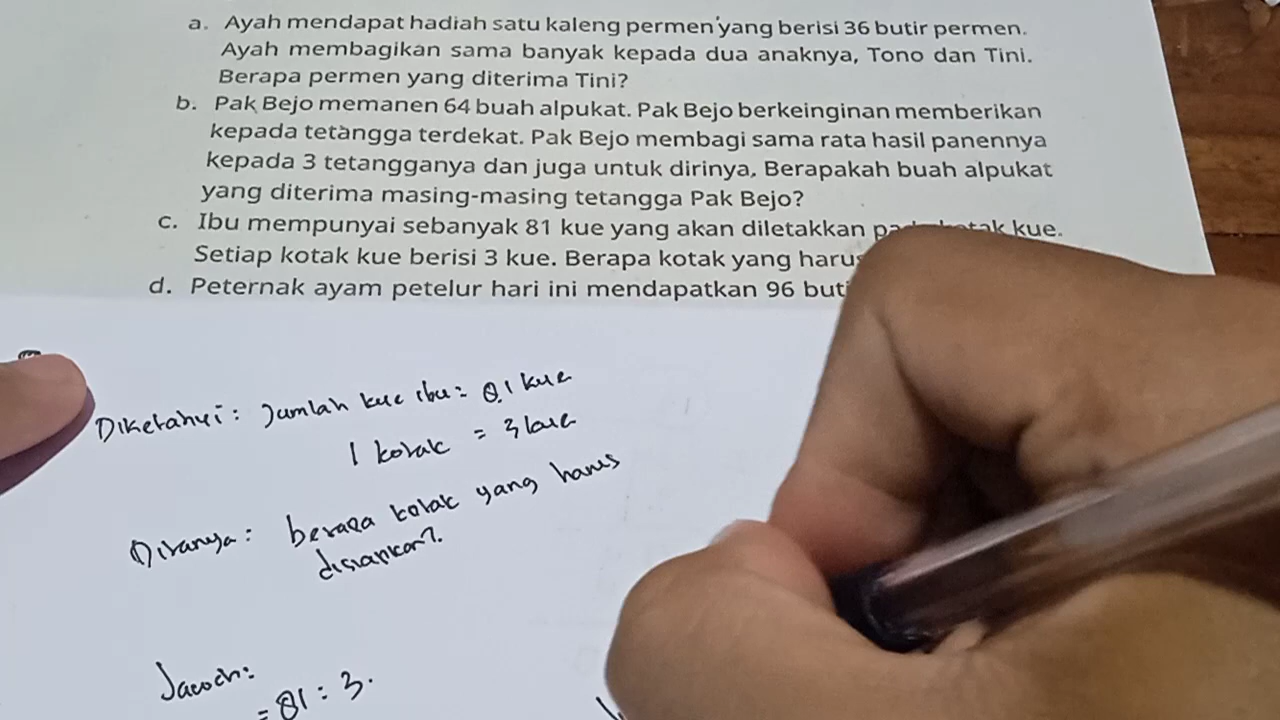 a. Ayah mendapat hadiah satu kaleng permen yang berisi 36 butir permen.
Ayah membagikan sama banyak kepada dua anaknya, Tono dan Tini.
Berapa permen yang diterima Tini?
b. Pak Bejo memanen 64 buah alpukat. Pak Bejo berkeinginan memberikan
kepada tetangga terdekat. Pak Bejo membagi sama rata hasil panennya
kepada 3 tetangganya dan juga untuk dirinya, Berapakah buah alpukat
yang diterima masing-masing tetangga Pak Bejo?
c. Ibu mempunyai sebanyak 81 kue yang akan diletakkan kue.
Setiap kotak kue berisi 3 kue. Berapa kotak yang harus
d. Peternak ayam petelur hari ini mendapatkan 96
Diketahui: Jumlah kue ibu = 81 kue
1 kotak = 3 kue
Ditanya: berapa kotak yang harus
disiapkan?
Jawab:
= 81 : 3.